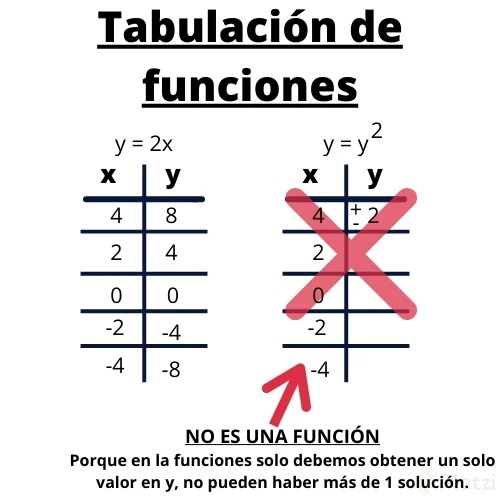 Tabulación de
funciones
y = 2x
x y
4 8
2 4
0 0
-2 -4
-4 -8
y = y²
x y
4 +- 2
2
0
-2
-4
NO ES UNA FUNCIÓN
Porque en la funciones solo debemos obtener un solo
valor en y, no pueden haber más de 1 solución.